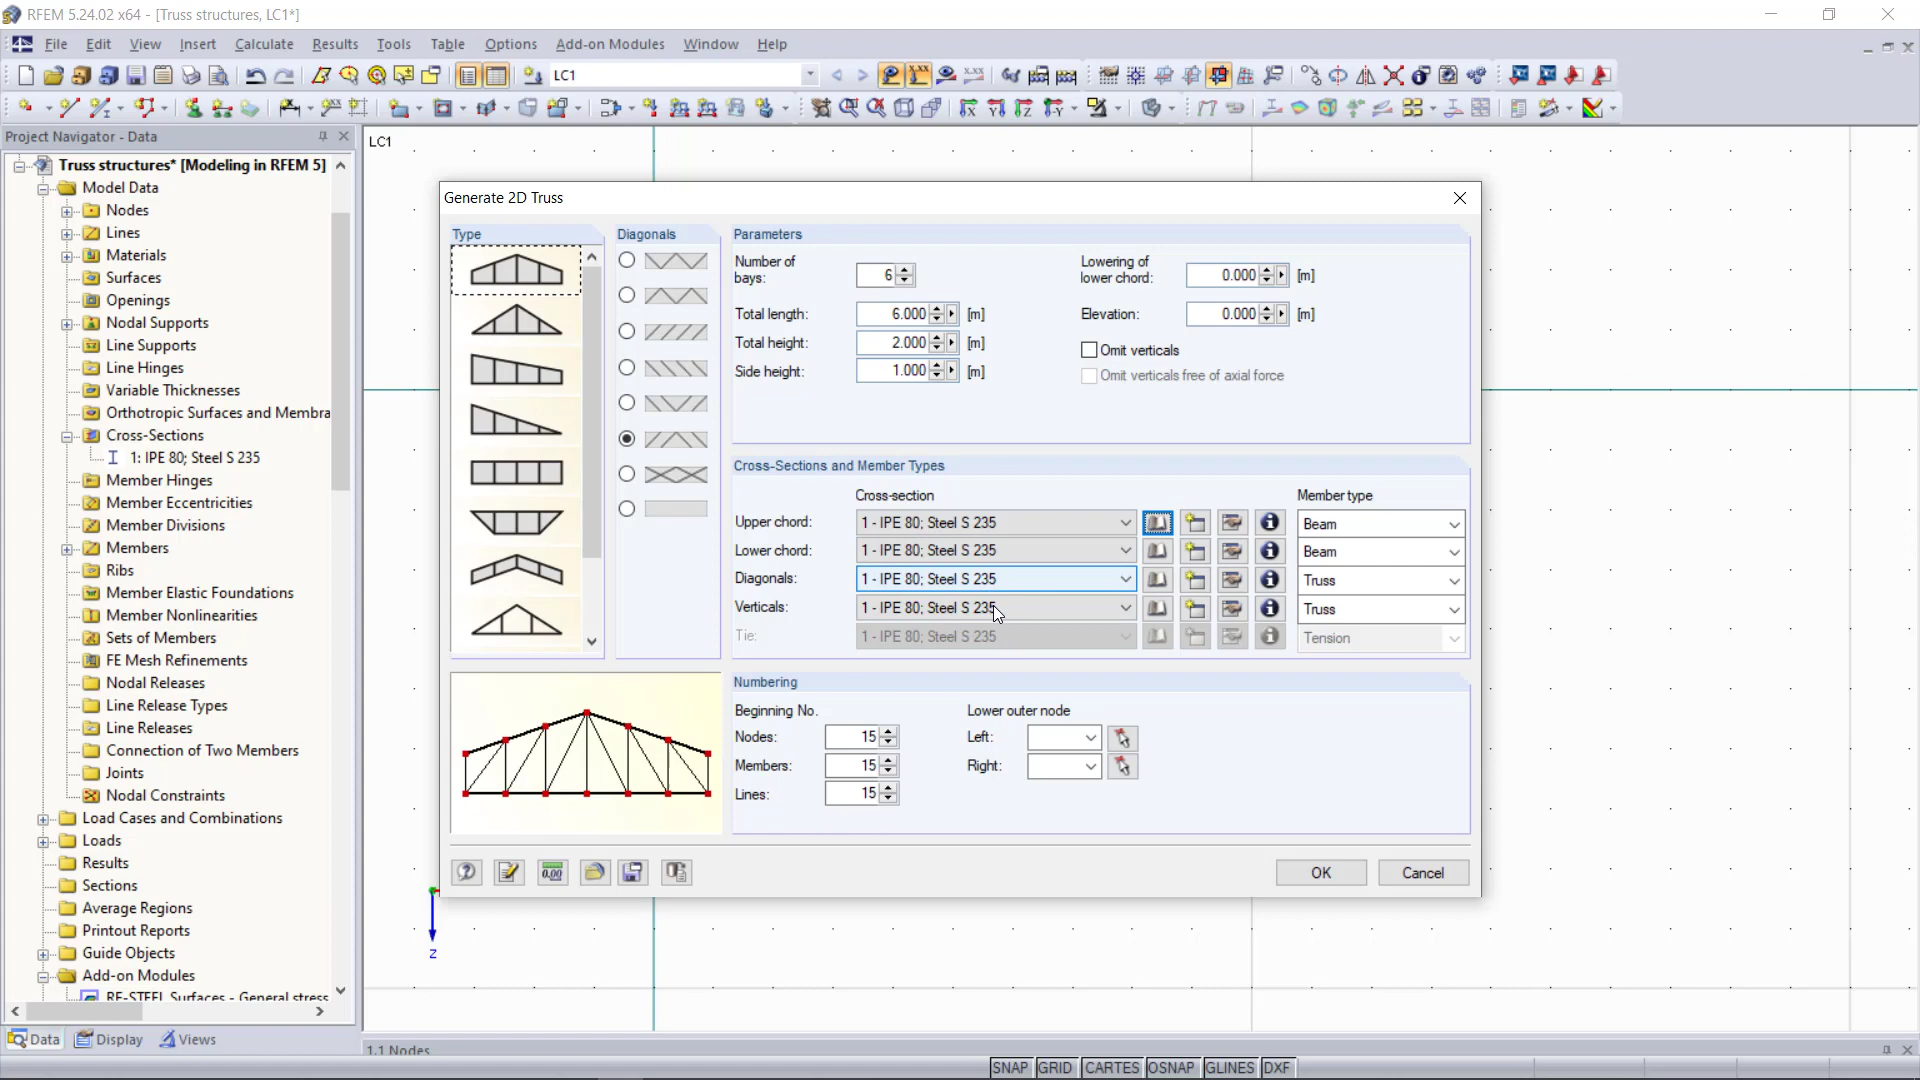 RFEM 5.24.02 x64 - [Truss structures, LC1*]
File Edit View Insert Calculate Results Tools Table Options Add-on Modules Window Help
LC1
Project Navigator - Data
Truss structures* [Modeling in RFEM 5]
Model Data
Nodes
Lines
Materials
Surfaces
Openings
Nodal Supports
Line Supports
Line Hinges
Variable Thicknesses
Orthotropic Surfaces and Membra
Cross-Sections
1: IPE 80; Steel S 235
Member Hinges
Member Eccentricities
Member Divisions
Members
Ribs
Member Elastic Foundations
Member Nonlinearities
Sets of Members
FE Mesh Refinements
Nodal Releases
Line Release Types
Line Releases
Connection of Two Members
Joints
Nodal Constraints
Load Cases and Combinations
Loads
Results
Sections
Average Regions
Printout Reports
Guide Objects
Add-on Modules
RF-STEEL Surfaces - General stress
Data Display Views
LC1
Z
1.1 Nodes
Generate 2D Truss
Type
Diagonals
Parameters
Number of
bays:
6
Total length: 6.000 [m]
Total height: 2.000 [m]
Side height: 1.000 [m]
Lowering of
lower chord:
0.000 [m]
Elevation: 0.000 [m]
Omit verticals
Omit verticals free of axial force
Cross-Sections and Member Types
Cross-section Member type
Upper chord: 1 - IPE 80; Steel S 235 Beam
Lower chord: 1 - IPE 80; Steel S 235 Beam
Diagonals: 1 - IPE 80; Steel S 235 Truss
Verticals: 1 - IPE 80; Steel S 235 Truss
Tie: 1 - IPE 80; Steel S 235 Tension
Numbering
Beginning No. Lower outer node
Nodes: 15 Left:
Members: 15 Right:
Lines: 15
0.00
OK Cancel
SNAP GRID CARTES OSNAP GLINES DXF